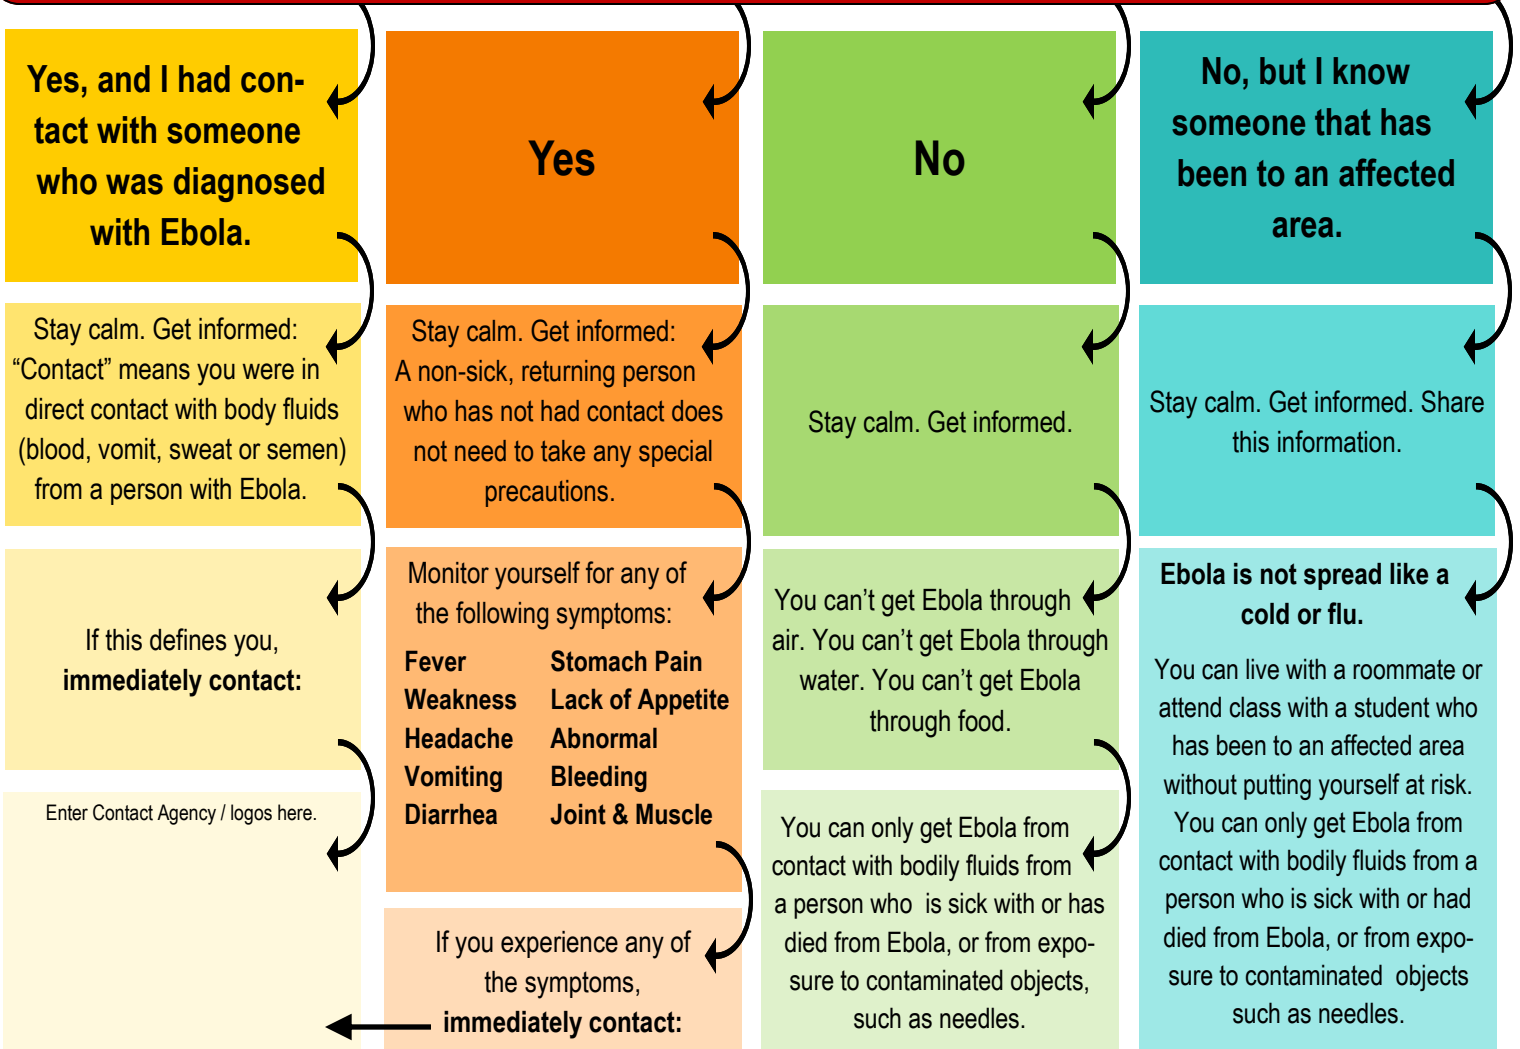 Yes, and I had con-
tact with someone
who was diagnosed
with Ebola.
Stay calm. Get informed:
“Contact” means you were in
direct contact with body fluids
(blood, vomit, sweat or semen)
from a person with Ebola.
If this defines you,
immediately contact:
Enter Contact Agency / logos here.
Yes
Stay calm. Get informed:
A non-sick, returning person
who has not had contact does
not need to take any special
precautions.
Monitor yourself for any of
the following symptoms:
Fever
Weakness
Headache
Vomiting
Diarrhea
Stomach Pain
Lack of Appetite
Abnormal
Bleeding
Joint & Muscle
If you experience any of
the symptoms,
immediately contact:
No
Stay calm. Get informed.
You can’t get Ebola through
air. You can’t get Ebola through
water. You can’t get Ebola
through food.
You can only get Ebola from
contact with bodily fluids from
a person who  is sick with or has
died from Ebola, or from expo-
sure to contaminated objects,
such as needles.
No, but I know
someone that has
been to an affected
area.
Stay calm. Get informed. Share
this information.
Ebola is not spread like a
cold or flu.
You can live with a roommate or
attend class with a student who
has been to an affected area
without putting yourself at risk.
You can only get Ebola from
contact with bodily fluids from a
person who is sick with or had
died from Ebola, or from expo-
sure to contaminated  objects
such as needles.